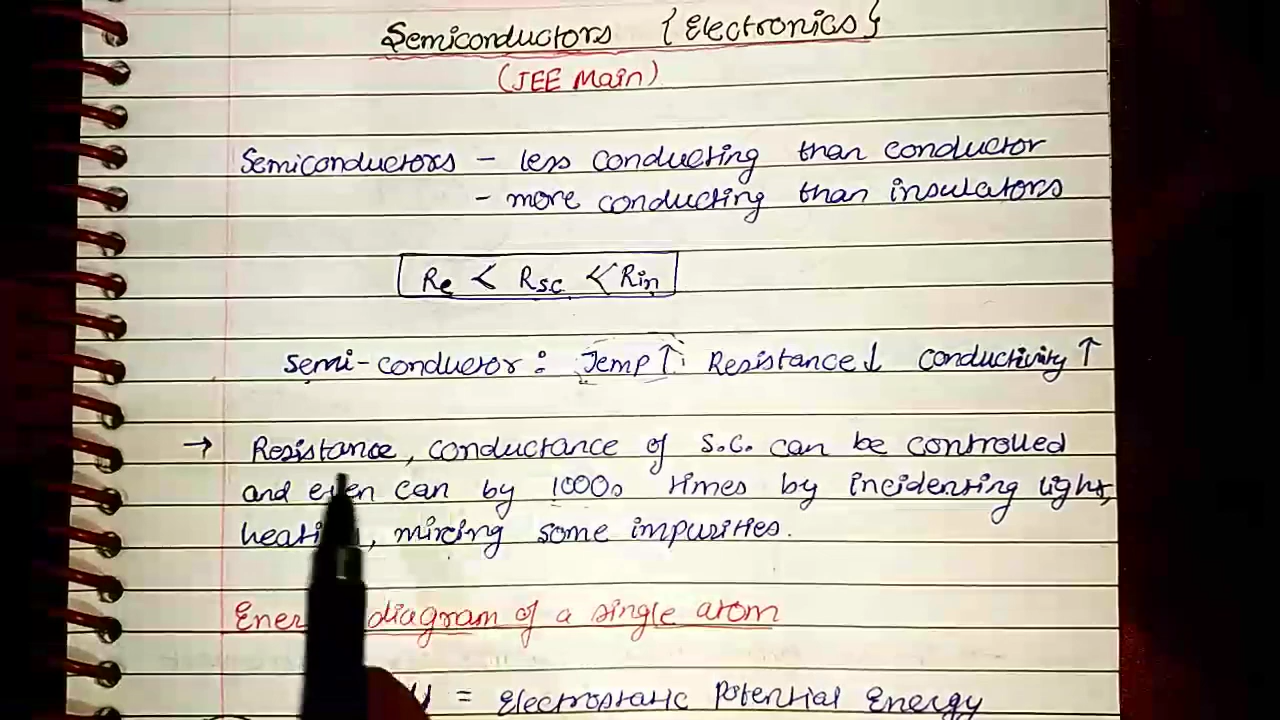 Semiconductors {Electronics}
(JEE Main)
Semiconductors - less conducting than conductor
- more conducting than insulators
Rc < Rsc < Rin
Semi-conductor : Temp↑ Resistance↓ conductivity↑
→ Resistance, conductance of S.C. can be controlled
and even can by 1000s times by incidenting light,
, mixing some impurities.
diagram of a single atom
U = Electrostatic Potential Energy